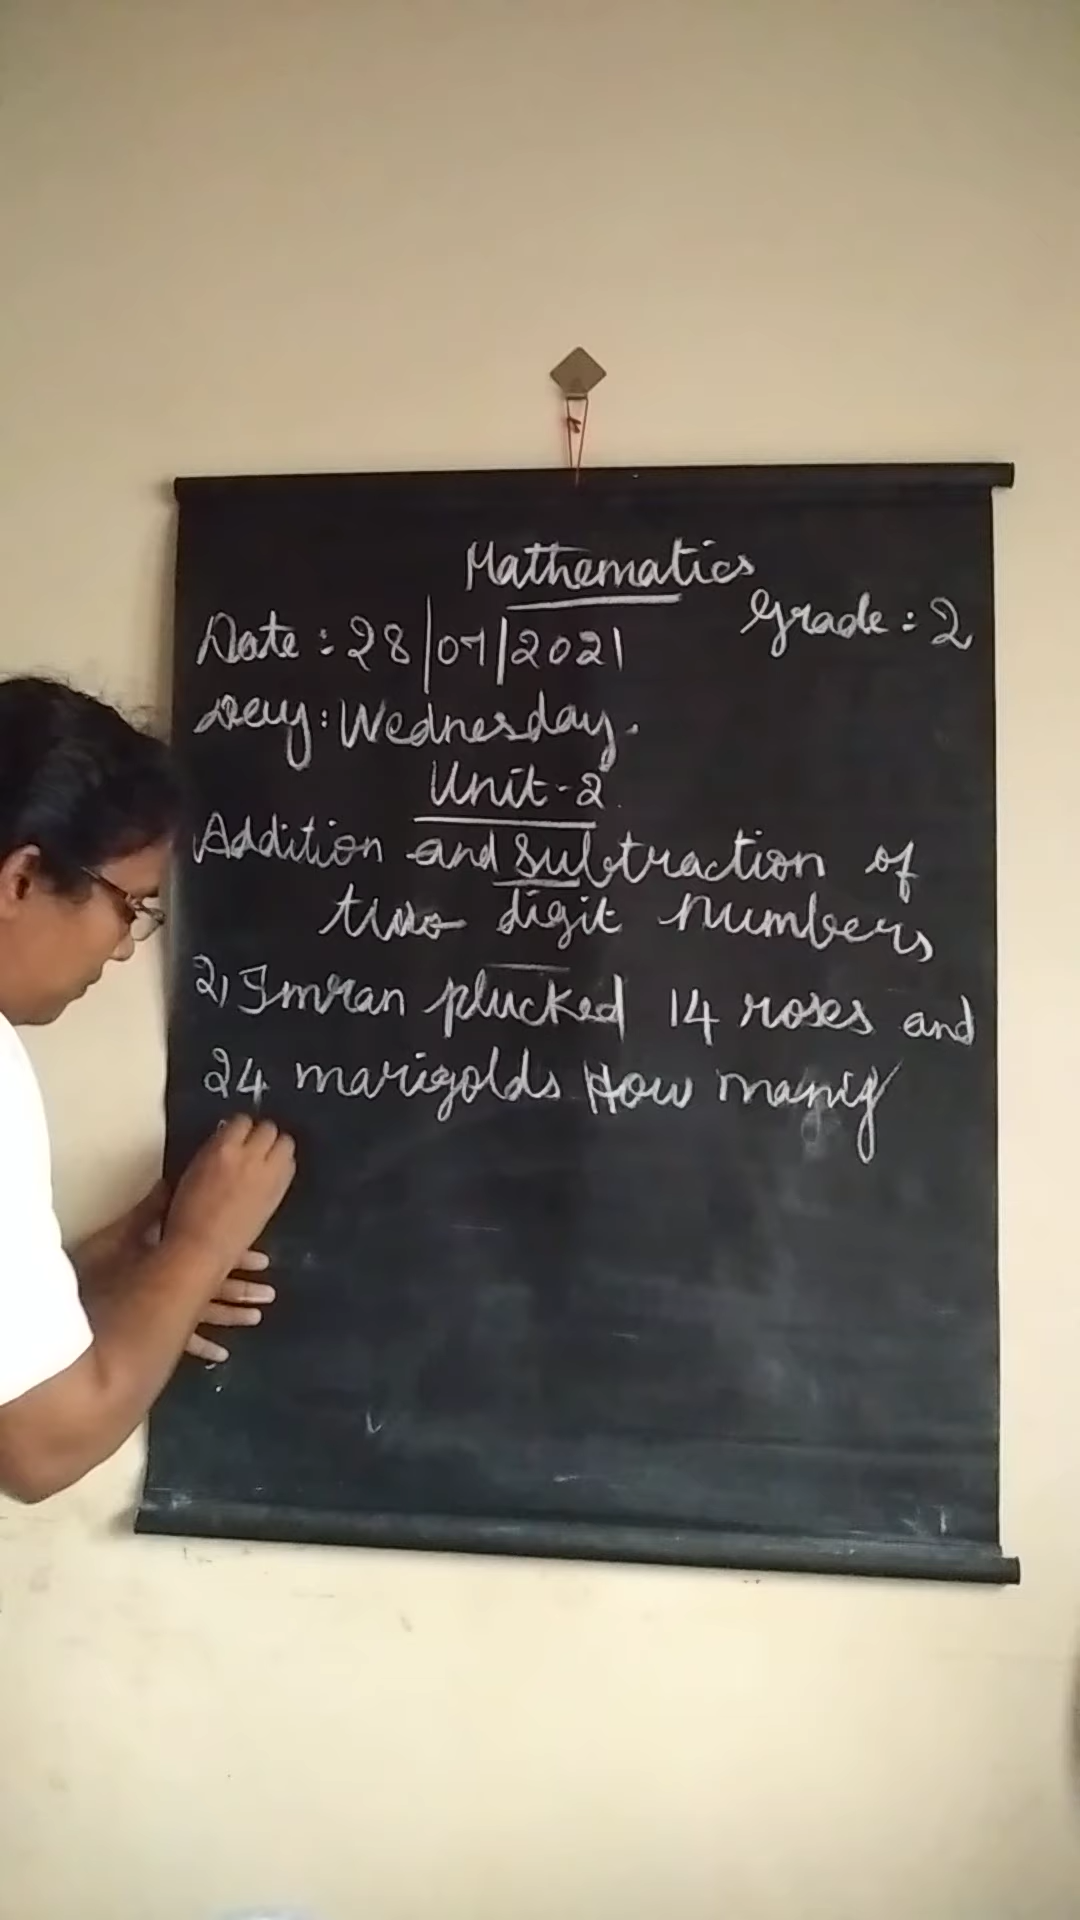 Mathematics
Grade : 2
Date : 28/07/2021
Day : Wednesday.
Unit-2
Addition and Subtraction of
two digit numbers
2) Imran plucked 14 roses and
24 marigolds How many